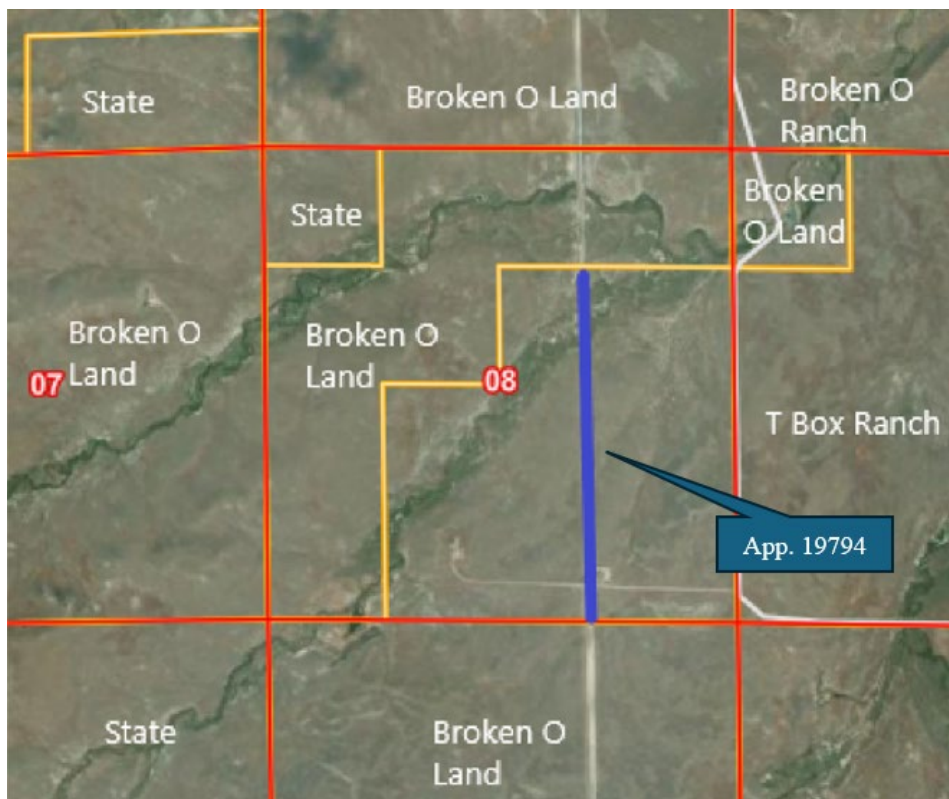 State
Broken O Land
Broken O
Ranch
State
Broken
O Land
Broken O
Land
07
Broken O
Land
08
T Box Ranch
App. 19794
State
Broken O
Land